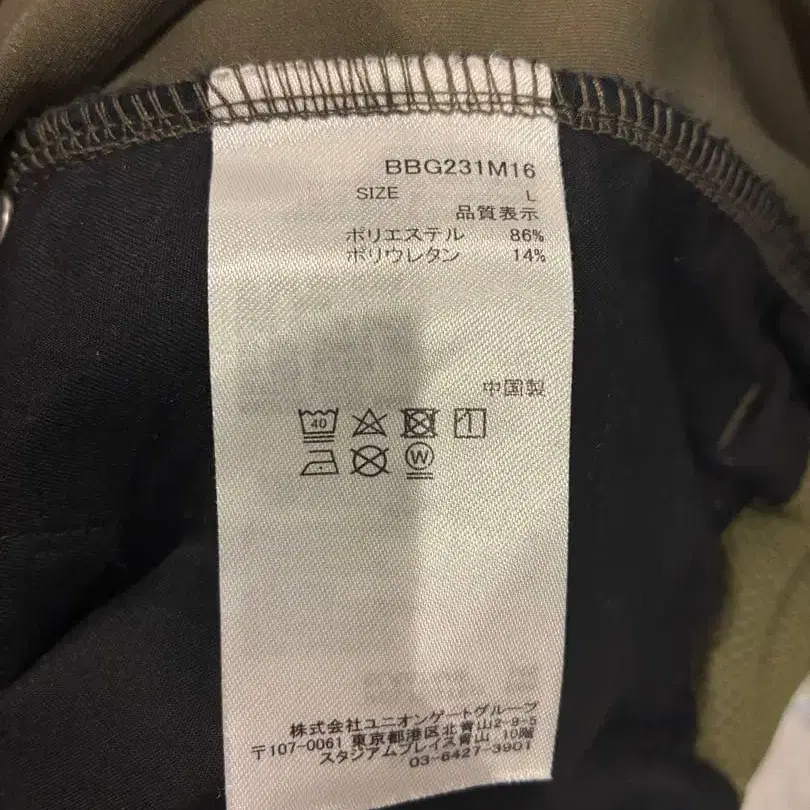 BBG231M16
SIZE L
品質表示
ポリエステル 86%
ポリウレタン 14%
中国製
40
W
株式会社ユニオンゲートグループ
〒107-0061 東京都港区北青山2-9-5
スタジアムプレイス青山 10階
03-6427-3901